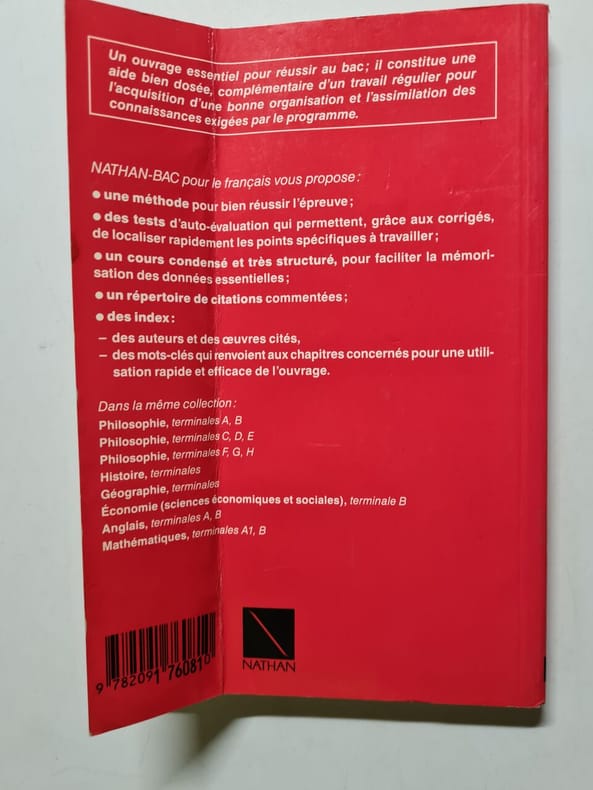 Un ouvrage essentiel pour réussir au bac ; il constitue une
aide bien dosée, complémentaire d'un travail régulier pour
l'acquisition d'une bonne organisation et l'assimilation des
connaissances exigées par le programme.
NATHAN-BAC pour le français vous propose :
● une méthode pour bien réussir l'épreuve ;
● des tests d'auto-évaluation qui permettent, grâce aux corrigés,
de localiser rapidement les points spécifiques à travailler ;
● un cours condensé et très structuré, pour faciliter la mémori-
sation des données essentielles ;
● un répertoire de citations commentées ;
● des index :
– des auteurs et des œuvres cités,
– des mots-clés qui renvoient aux chapitres concernés pour une utili-
sation rapide et efficace de l'ouvrage.
Dans la même collection :
Philosophie, terminales A, B
Philosophie, terminales C, D, E
Philosophie, terminales F, G, H
Histoire, terminales
Géographie, terminales
Économie (sciences économiques et sociales), terminale B
Anglais, terminales A, B
Mathématiques, terminales A1, B
9 782091 760810
NATHAN